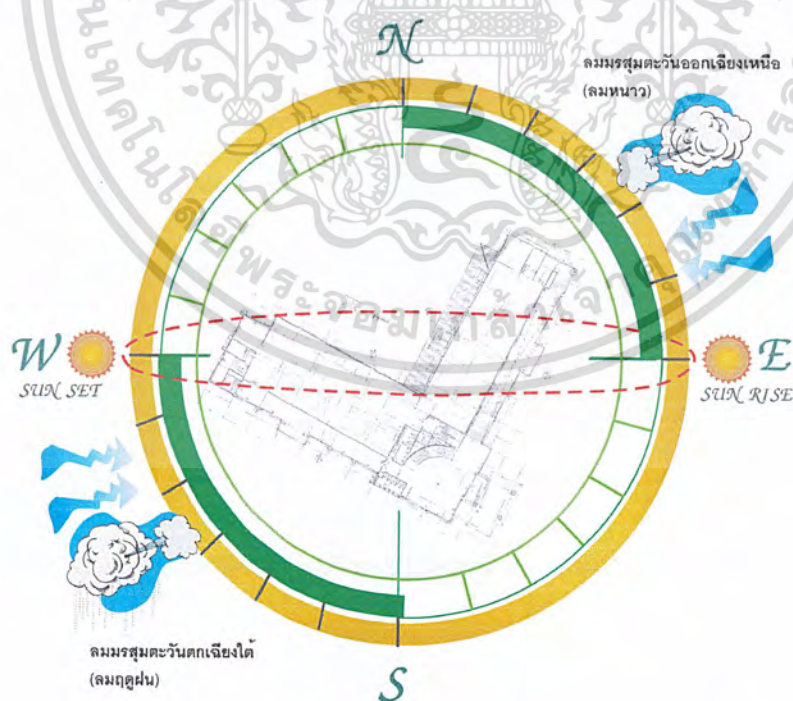 N
ลมมรสุมตะวันออกเฉียงเหนือ
(ลมหนาว)
W
SUN SET
E
SUN RISE
ลมมรสุมตะวันตกเฉียงใต้
(ลมฤดูฝน)
S